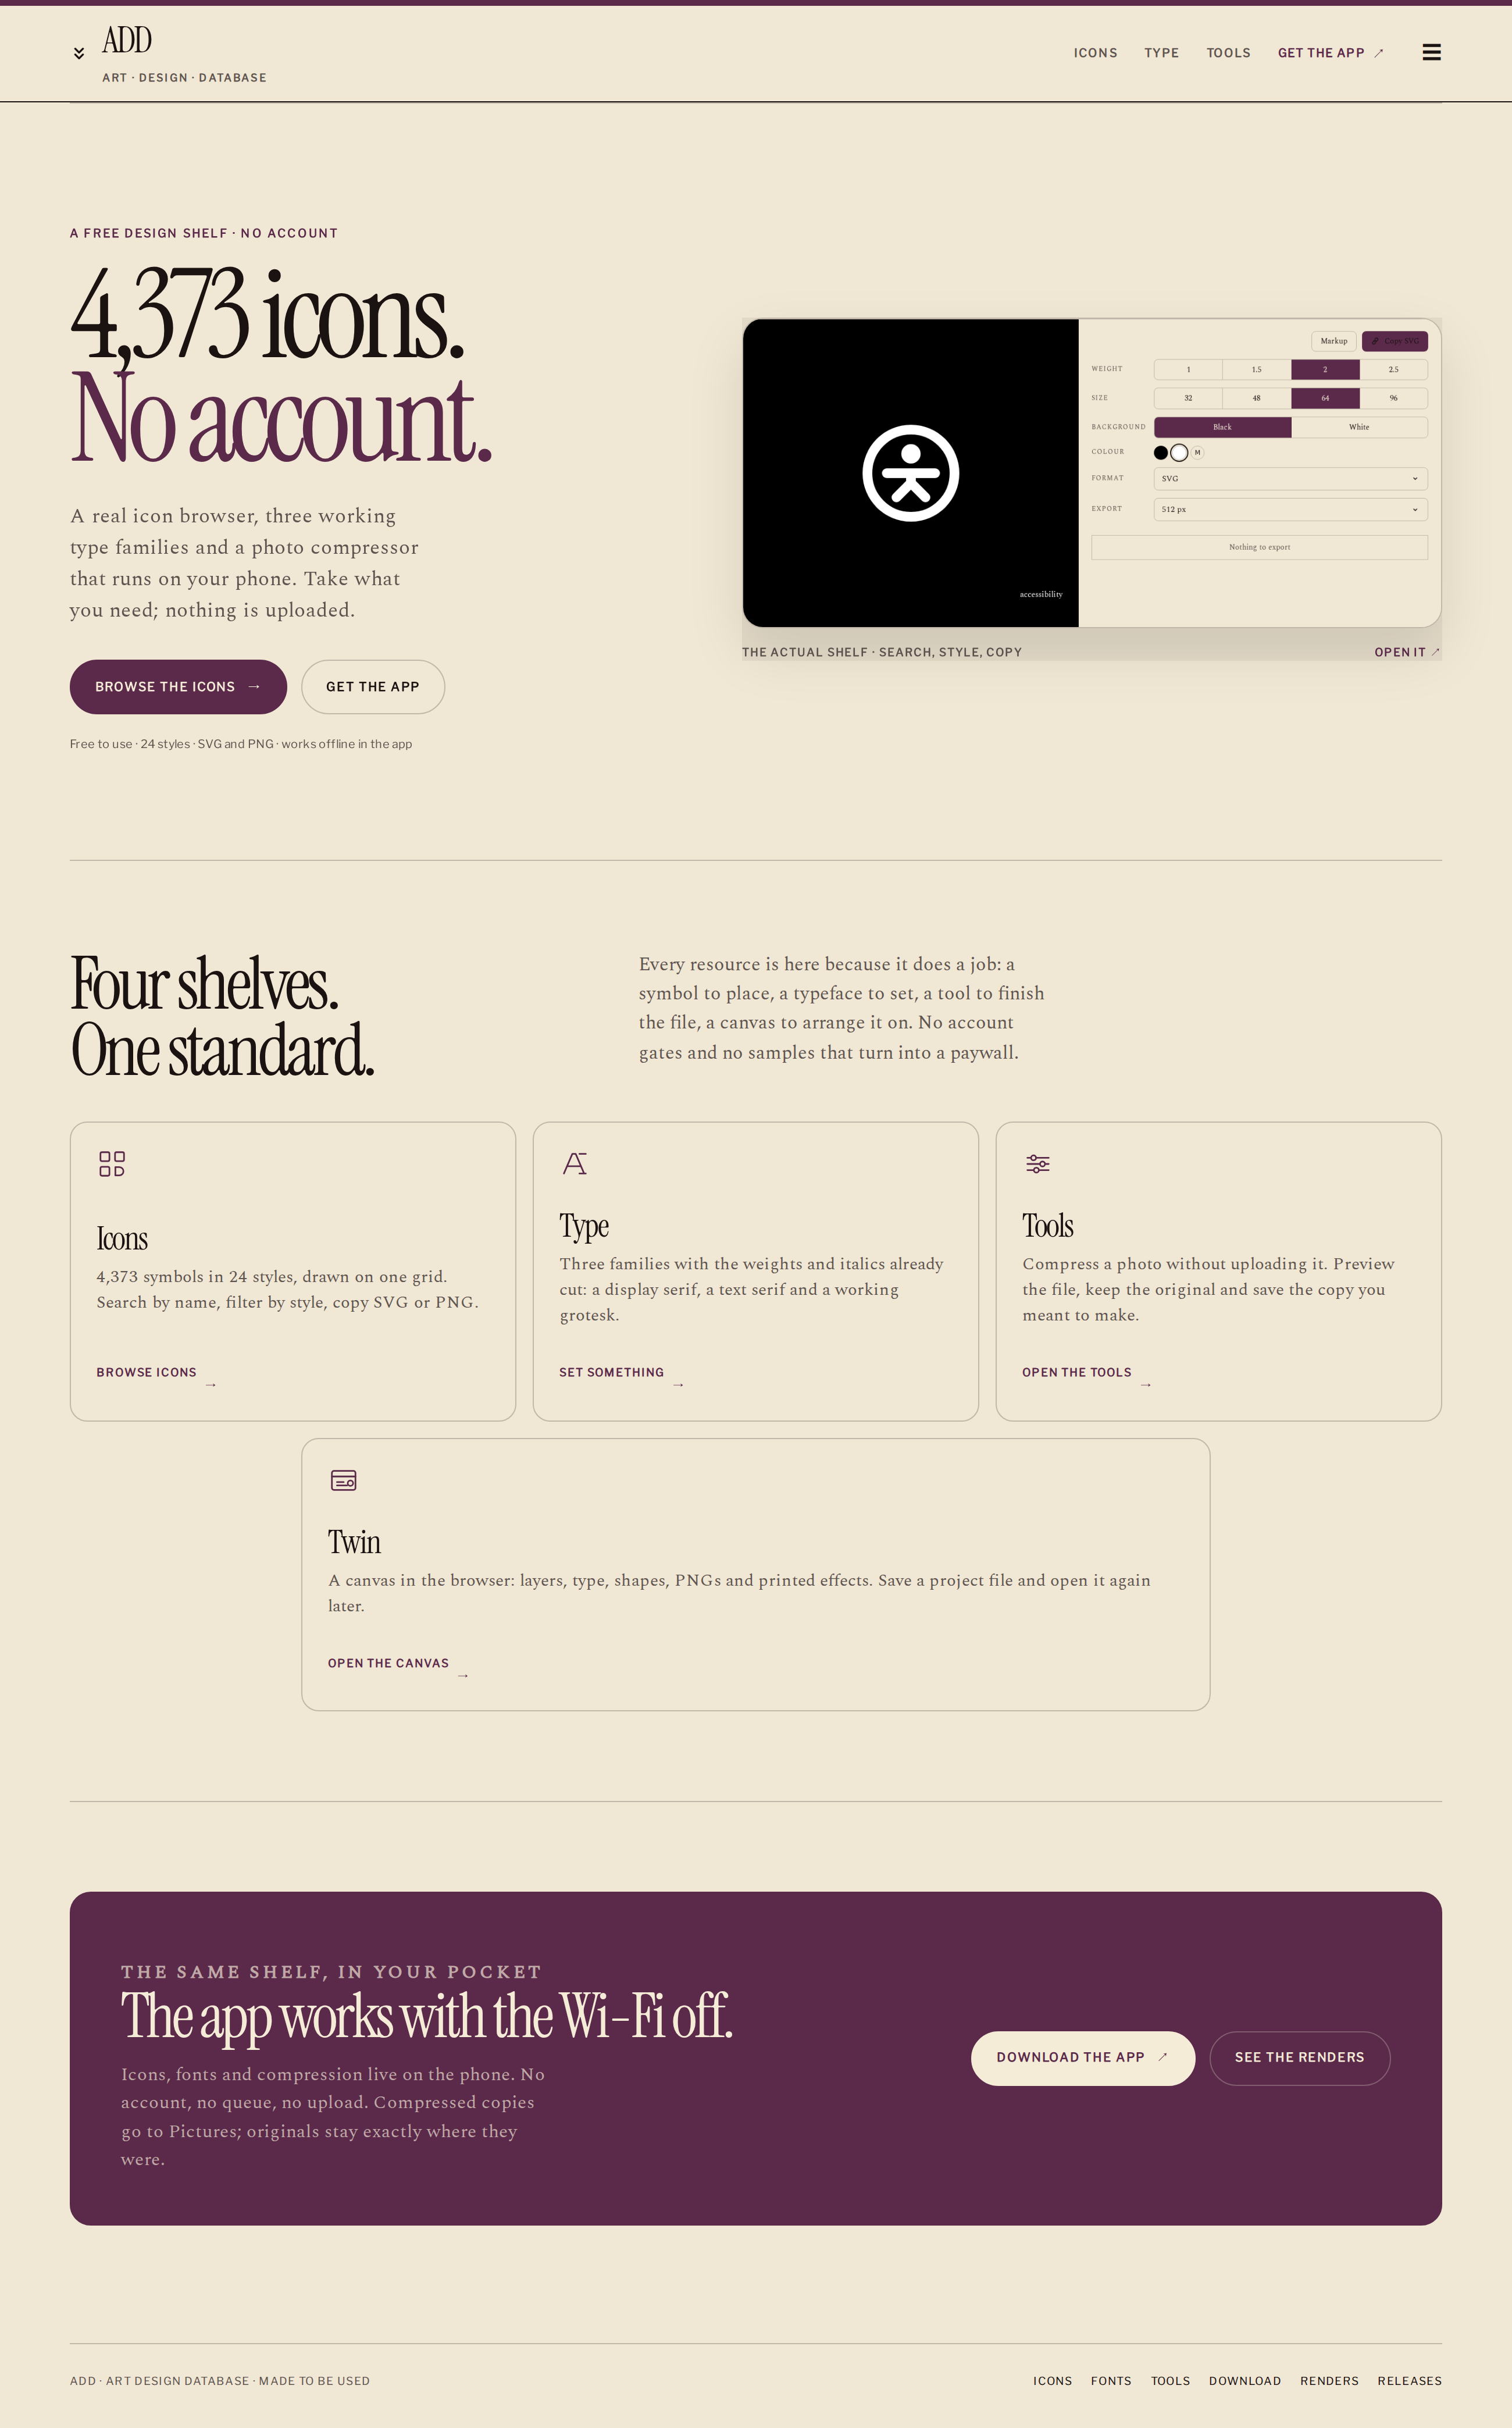 ADD
ART · DESIGN · DATABASE
ICONS TYPE TOOLS GET THE APP ↗
A FREE DESIGN SHELF · NO ACCOUNT
4,373 icons.
No account.
A real icon browser, three working
type families and a photo compressor
that runs on your phone. Take what
you need; nothing is uploaded.
BROWSE THE ICONS → GET THE APP
Free to use · 24 styles · SVG and PNG · works offline in the app
Markup Copy SVG
WEIGHT 1 1.5 2 2.5
SIZE 32 48 64 96
BACKGROUND Black White
COLOUR M
FORMAT SVG
EXPORT 512 px
Nothing to export
accessibility
THE ACTUAL SHELF · SEARCH, STYLE, COPY OPEN IT ↗
Four shelves.
One standard.
Every resource is here because it does a job: a
symbol to place, a typeface to set, a tool to finish
the file, a canvas to arrange it on. No account
gates and no samples that turn into a paywall.
Icons
4,373 symbols in 24 styles, drawn on one grid.
Search by name, filter by style, copy SVG or PNG.
BROWSE ICONS →
Type
Three families with the weights and italics already
cut: a display serif, a text serif and a working
grotesk.
SET SOMETHING →
Tools
Compress a photo without uploading it. Preview
the file, keep the original and save the copy you
meant to make.
OPEN THE TOOLS →
Twin
A canvas in the browser: layers, type, shapes, PNGs and printed effects. Save a project file and open it again
later.
OPEN THE CANVAS →
THE SAME SHELF, IN YOUR POCKET
The app works with the Wi-Fi off.
Icons, fonts and compression live on the phone. No
account, no queue, no upload. Compressed copies
go to Pictures; originals stay exactly where they
were.
DOWNLOAD THE APP ↗ SEE THE RENDERS
ADD · ART DESIGN DATABASE · MADE TO BE USED
ICONS FONTS TOOLS DOWNLOAD RENDERS RELEASES